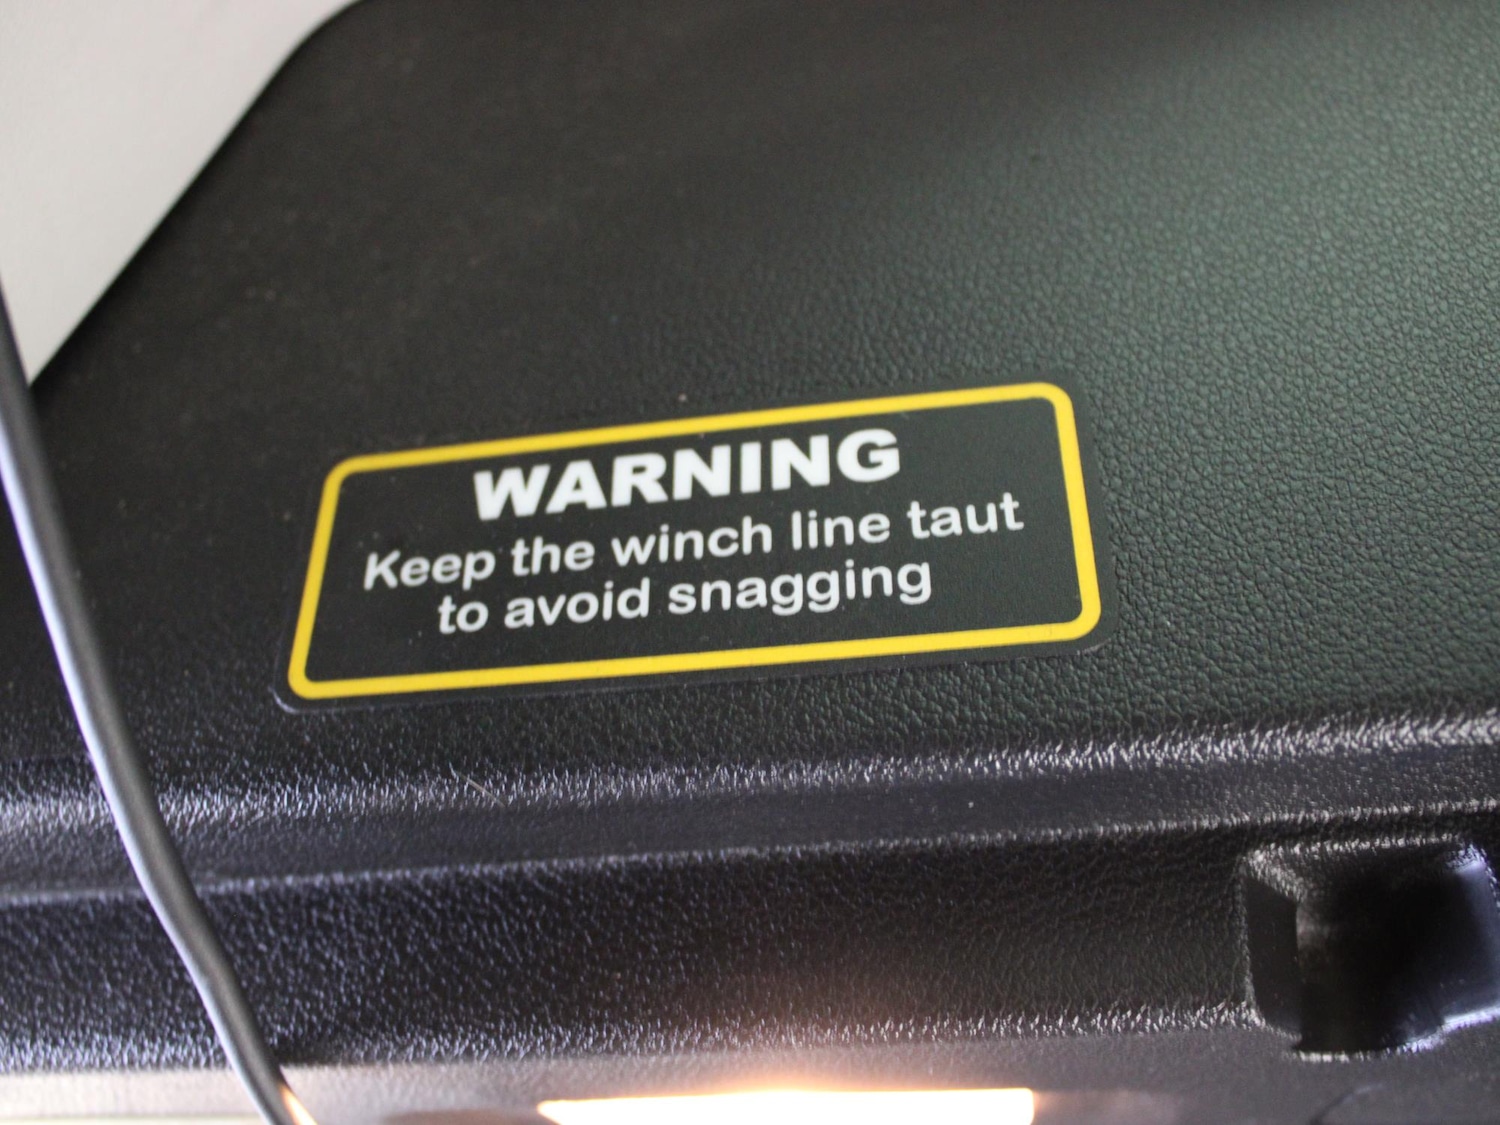 WARNING
Keep the winch line taut
to avoid snagging